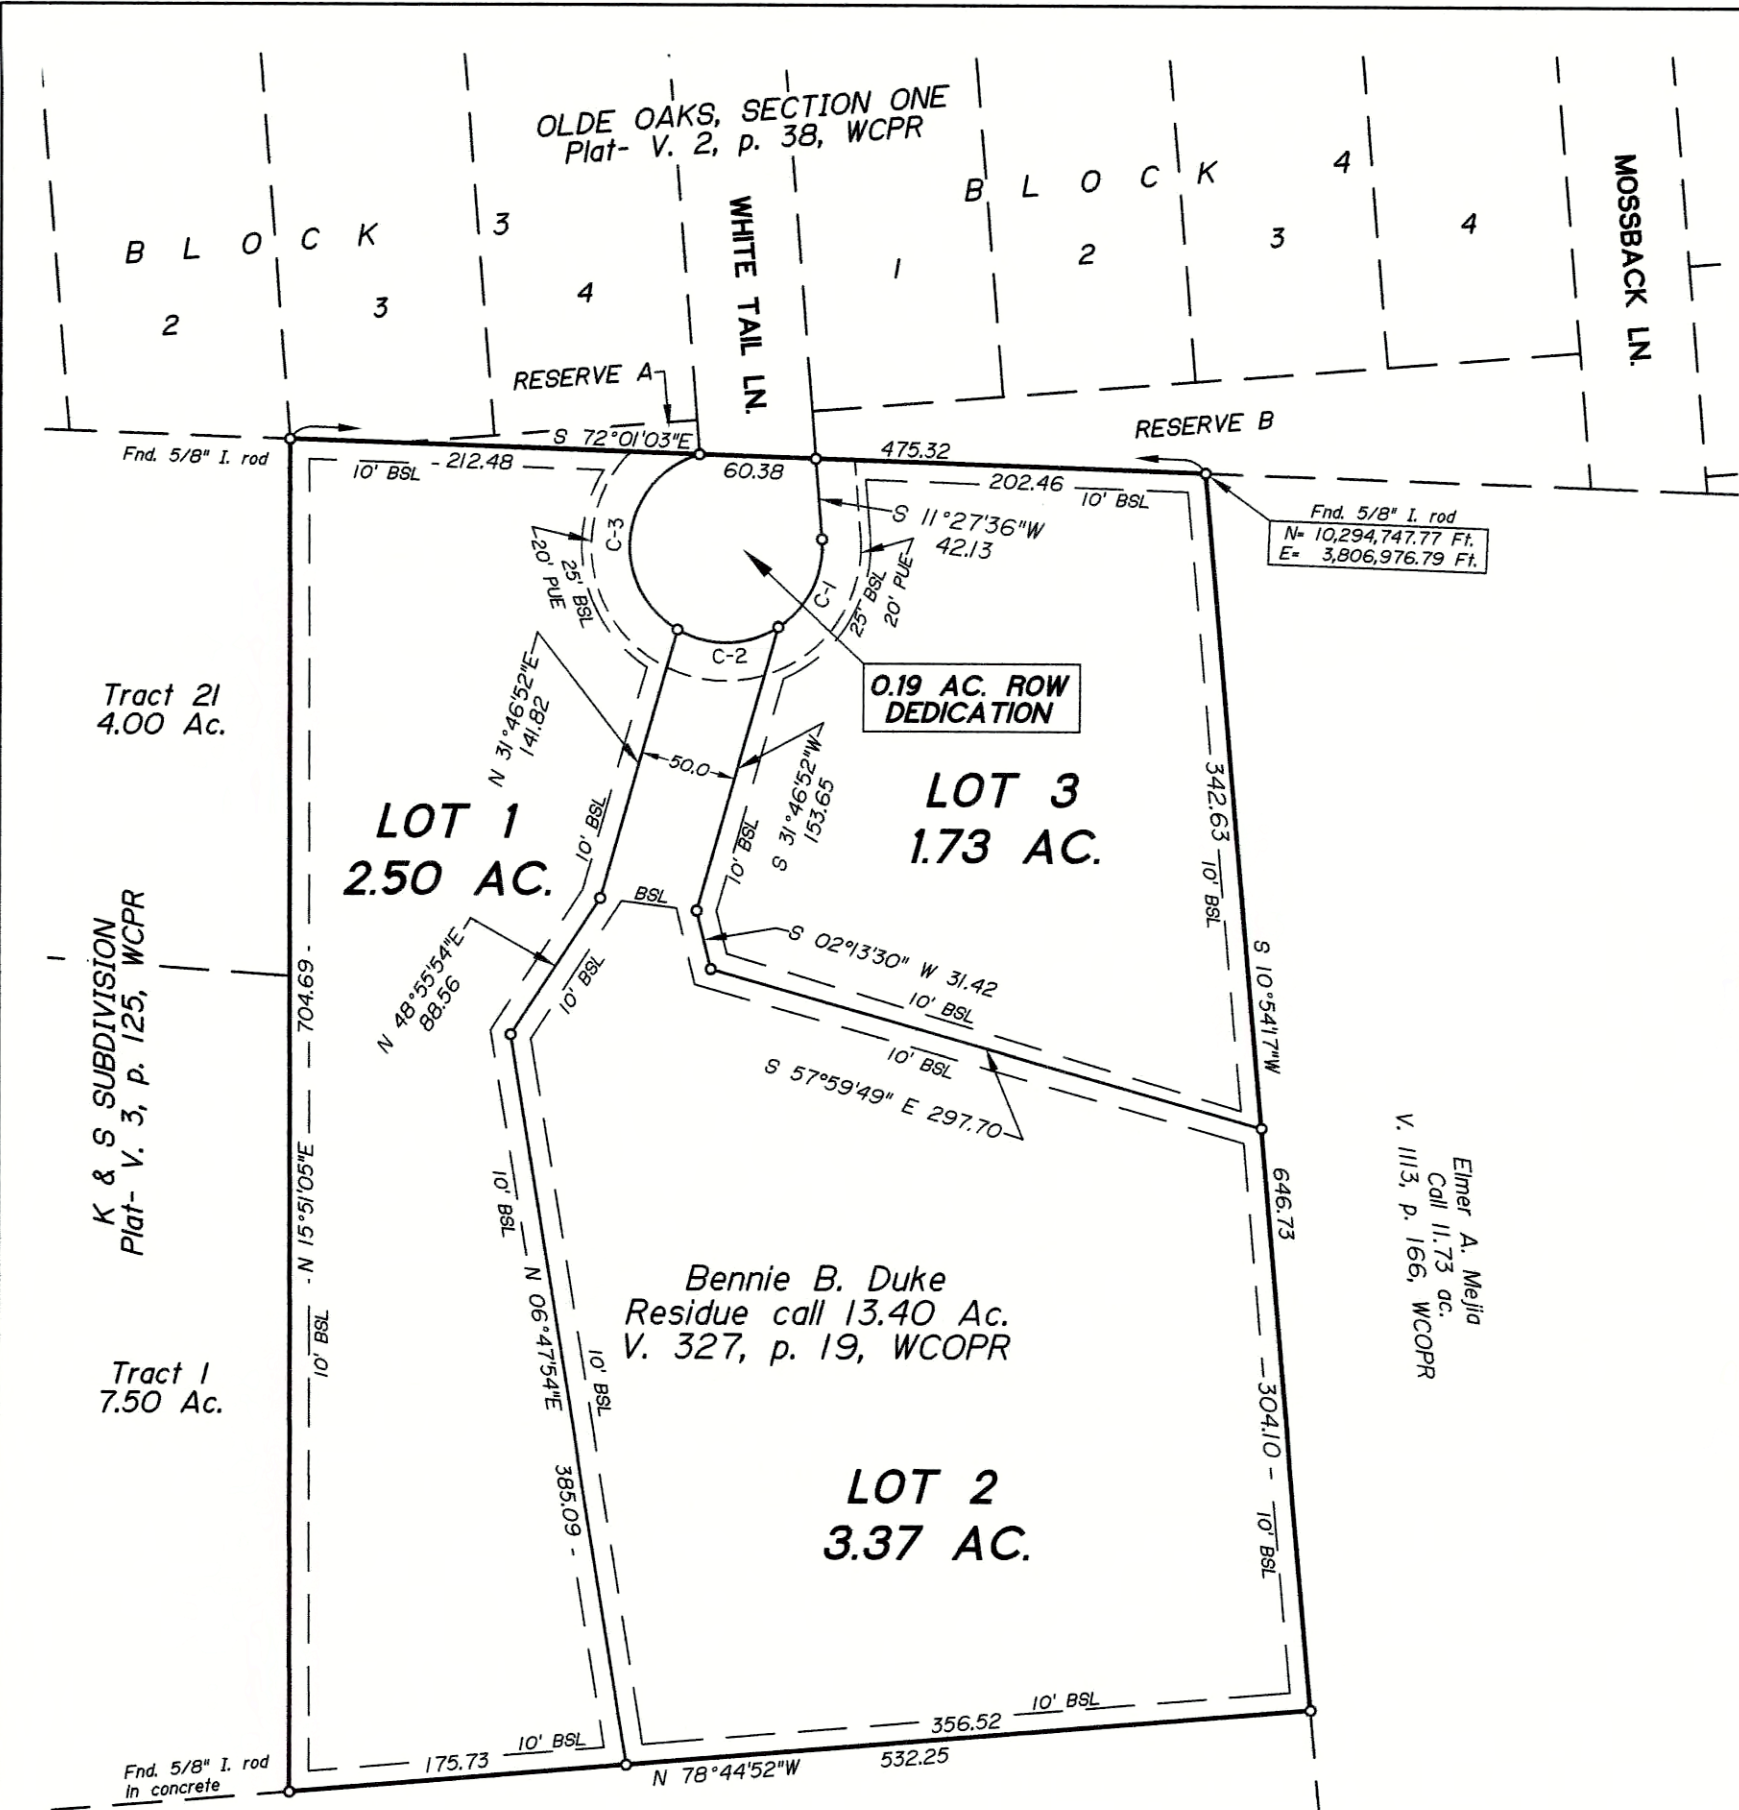 OLDE OAKS, SECTION ONE
Plat- V. 2, p. 38, WCPR
B L O C K 3
2
3
4
WHITE TAIL LN.
B L O C K 4
1
2
3
4
MOSSBACK LN.
RESERVE A
RESERVE B
Fnd. 5/8" I. rod
S 72°01'03"E
475.32
10' BSL
- 212.48
60.38
202.46
10' BSL
Fnd. 5/8" I. rod
N= 10,294,747.77 Ft.
E= 3,806,976.79 Ft.
S 11°27'36"W
42.13
C-3
C-1
C-2
20' PUE
25' BSL
25' BSL
20' PUE
0.19 AC. ROW
DEDICATION
Tract 21
4.00 Ac.
N 31°46'52"E
141.82
50.0
S 31°46'52"W
153.65
LOT 1
2.50 AC.
LOT 3
1.73 AC.
342.63
10' BSL
10' BSL
10' BSL
BSL
10' BSL
N 48°55'54"E
88.56
S 02°13'30" W 31.42
10' BSL
10' BSL
S 57°59'49" E 297.70
S 10°54'17"W
646.73
K & S SUBDIVISION
Plat- V. 3, p. 125, WCPR
704.69 -
- N 15°51'05"E
10' BSL
10' BSL
N 06°47'54"E
10' BSL
385.09 -
Elmer A. Mejia
Call 11.73 ac.
V. 1113, p. 166, WCOPR
Bennie B. Duke
Residue call 13.40 Ac.
V. 327, p. 19, WCOPR
Tract 1
7.50 Ac.
304.10 -
10' BSL
LOT 2
3.37 AC.
10' BSL
356.52
10' BSL
175.73
N 78°44'52"W
532.25
Fnd. 5/8" I. rod
in concrete